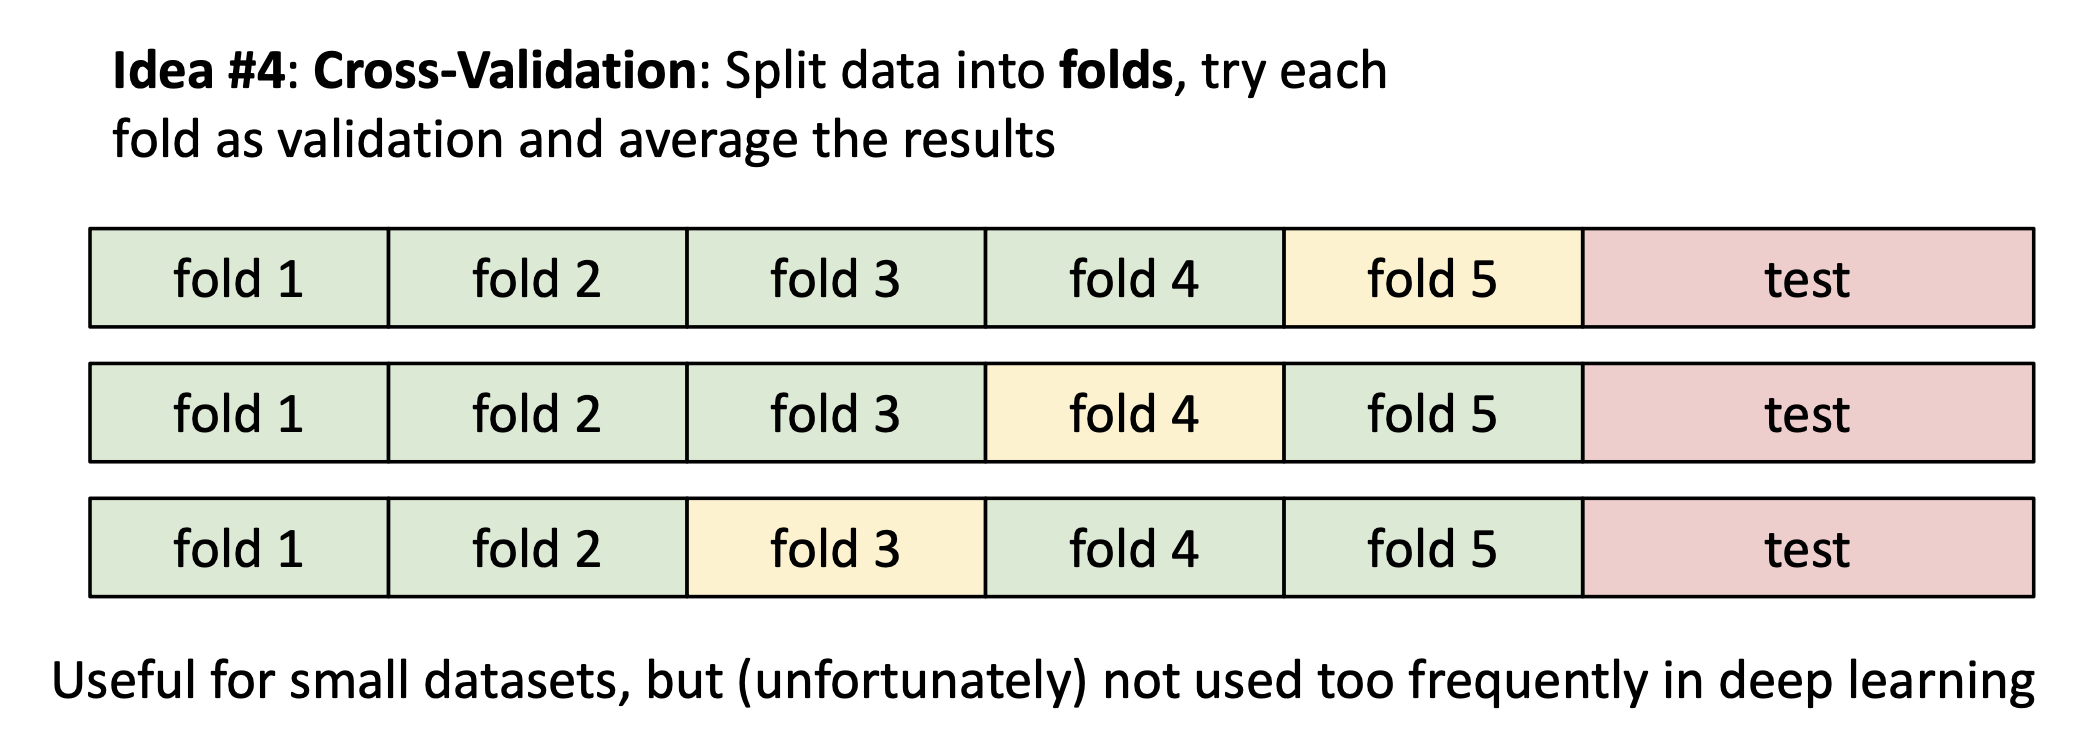 Idea #4: Cross-Validation: Split data into folds, try each
fold as validation and average the results
fold 1 fold 2 fold 3 fold 4 fold 5 test
fold 1 fold 2 fold 3 fold 4 fold 5 test
fold 1 fold 2 fold 3 fold 4 fold 5 test
Useful for small datasets, but (unfortunately) not used too frequently in deep learning